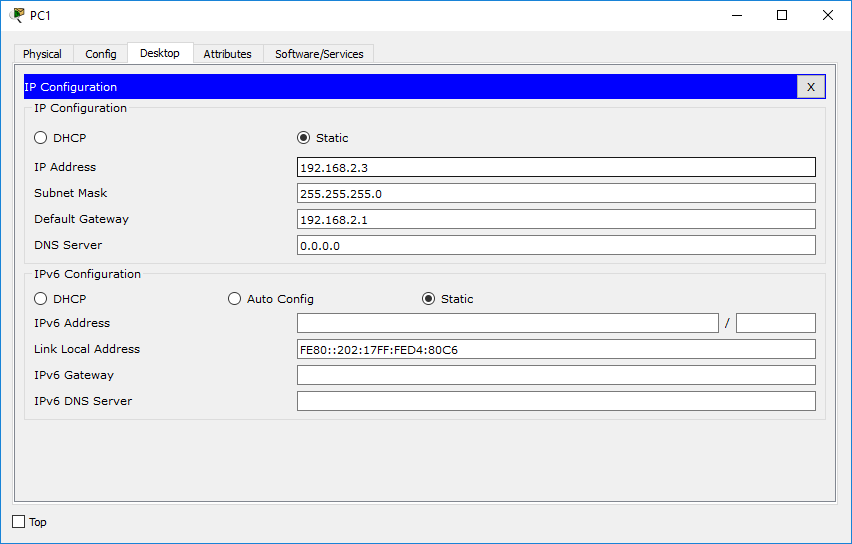 PC1
Physical Config Desktop Attributes Software/Services
IP Configuration X
IP Configuration
DHCP Static
IP Address 192.168.2.3
Subnet Mask 255.255.255.0
Default Gateway 192.168.2.1
DNS Server 0.0.0.0
IPv6 Configuration
DHCP Auto Config Static
IPv6 Address /
Link Local Address FE80::202:17FF:FED4:80C6
IPv6 Gateway
IPv6 DNS Server
Top